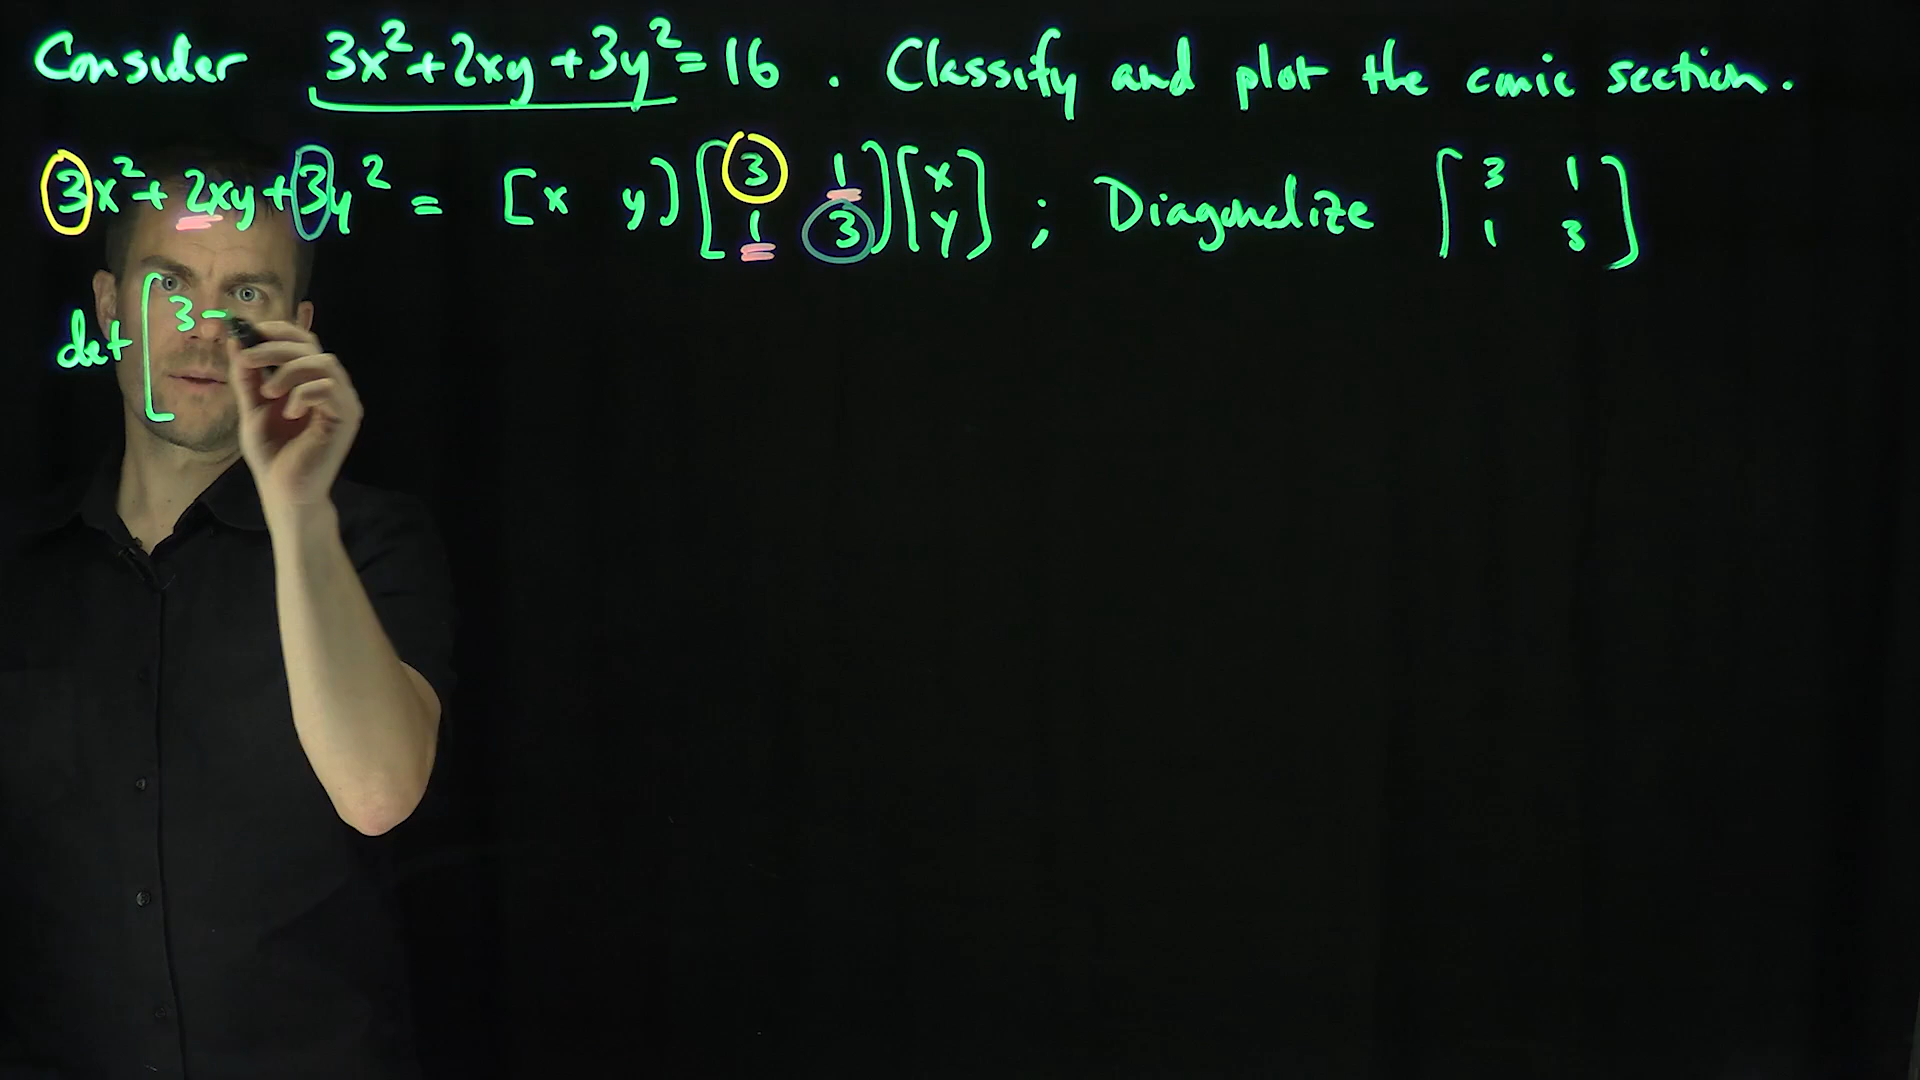 Consider 3x²+2xy+3y²=16. Classify and plot the conic section.
3x²+2xy+3y² = [x y] [3 1 [x ; Diagonalize [3 1
1 3] y] 1 3]
det [3-